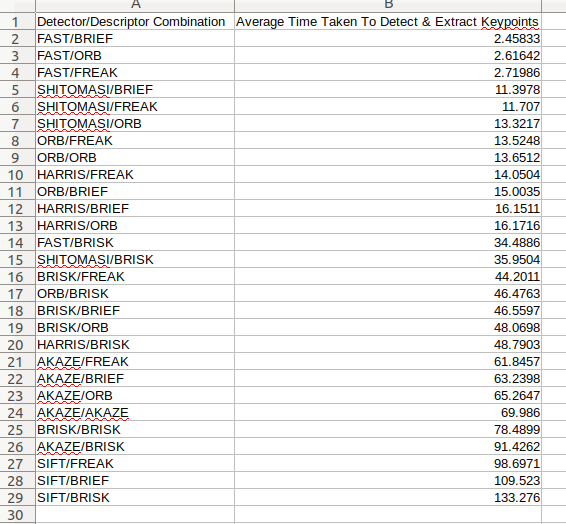 A B
1 Detector/Descriptor Combination Average Time Taken To Detect & Extract Keypoints
2 FAST/BRIEF 2.45833
3 FAST/ORB 2.61642
4 FAST/FREAK 2.71986
5 SHITOMASI/BRIEF 11.3978
6 SHITOMASI/FREAK 11.707
7 SHITOMASI/ORB 13.3217
8 ORB/FREAK 13.5248
9 ORB/ORB 13.6512
10 HARRIS/FREAK 14.0504
11 ORB/BRIEF 15.0035
12 HARRIS/BRIEF 16.1511
13 HARRIS/ORB 16.1716
14 FAST/BRISK 34.4886
15 SHITOMASI/BRISK 35.9504
16 BRISK/FREAK 44.2011
17 ORB/BRISK 46.4763
18 BRISK/BRIEF 46.5597
19 BRISK/ORB 48.0698
20 HARRIS/BRISK 48.7903
21 AKAZE/FREAK 61.8457
22 AKAZE/BRIEF 63.2398
23 AKAZE/ORB 65.2647
24 AKAZE/AKAZE 69.986
25 BRISK/BRISK 78.4899
26 AKAZE/BRISK 91.4262
27 SIFT/FREAK 98.6971
28 SIFT/BRIEF 109.523
29 SIFT/BRISK 133.276
30